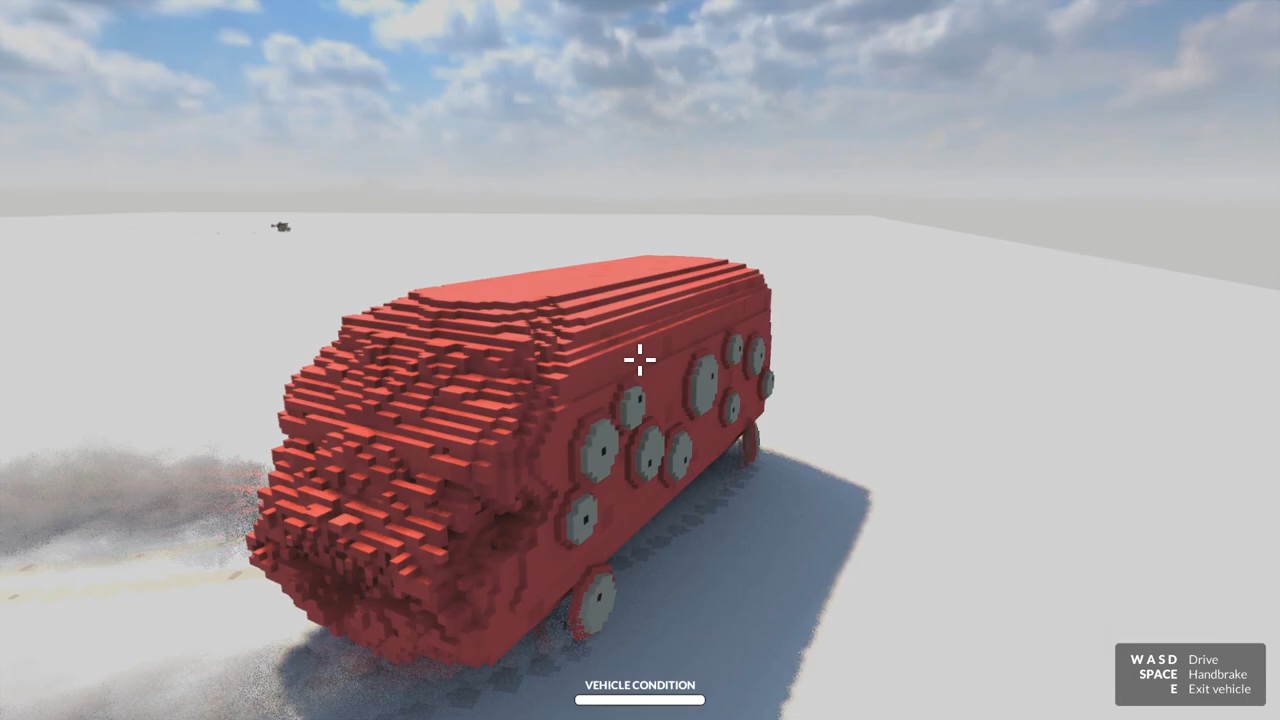 VEHICLE CONDITION
W A S D Drive
SPACE Handbrake
E Exit vehicle